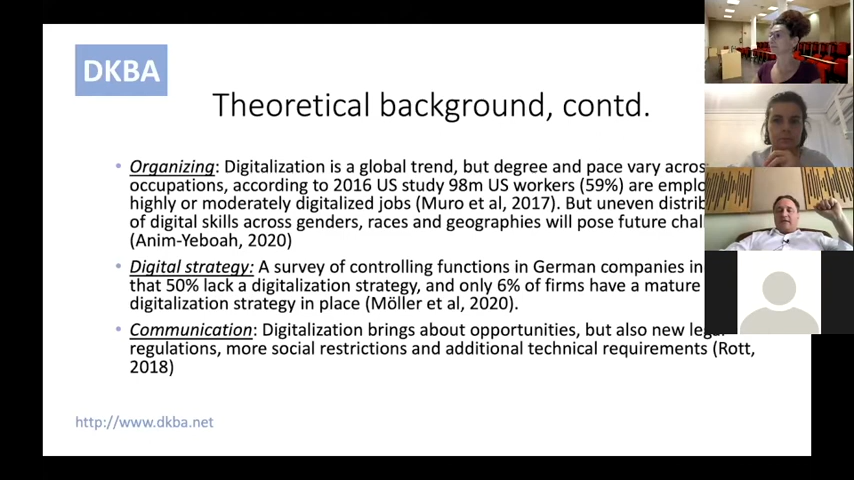 DKBA
Theoretical background, contd.
• Organizing: Digitalization is a global trend, but degree and pace vary
occupations, according to 2016 US study 98m US workers (59%) are
highly or moderately digitalized jobs (Muro et al, 2017). But uneven
of digital skills across genders, races and geographies will pose future
(Anim-Yeboah, 2020)
• Digital strategy: A survey of controlling functions in German companies in
that 50% lack a digitalization strategy, and only 6% of firms have a mature
digitalization strategy in place (Möller et al, 2020).
• Communication: Digitalization brings about opportunities, but also new
regulations, more social restrictions and additional technical requirements (Rott,
2018)
http://www.dkba.net